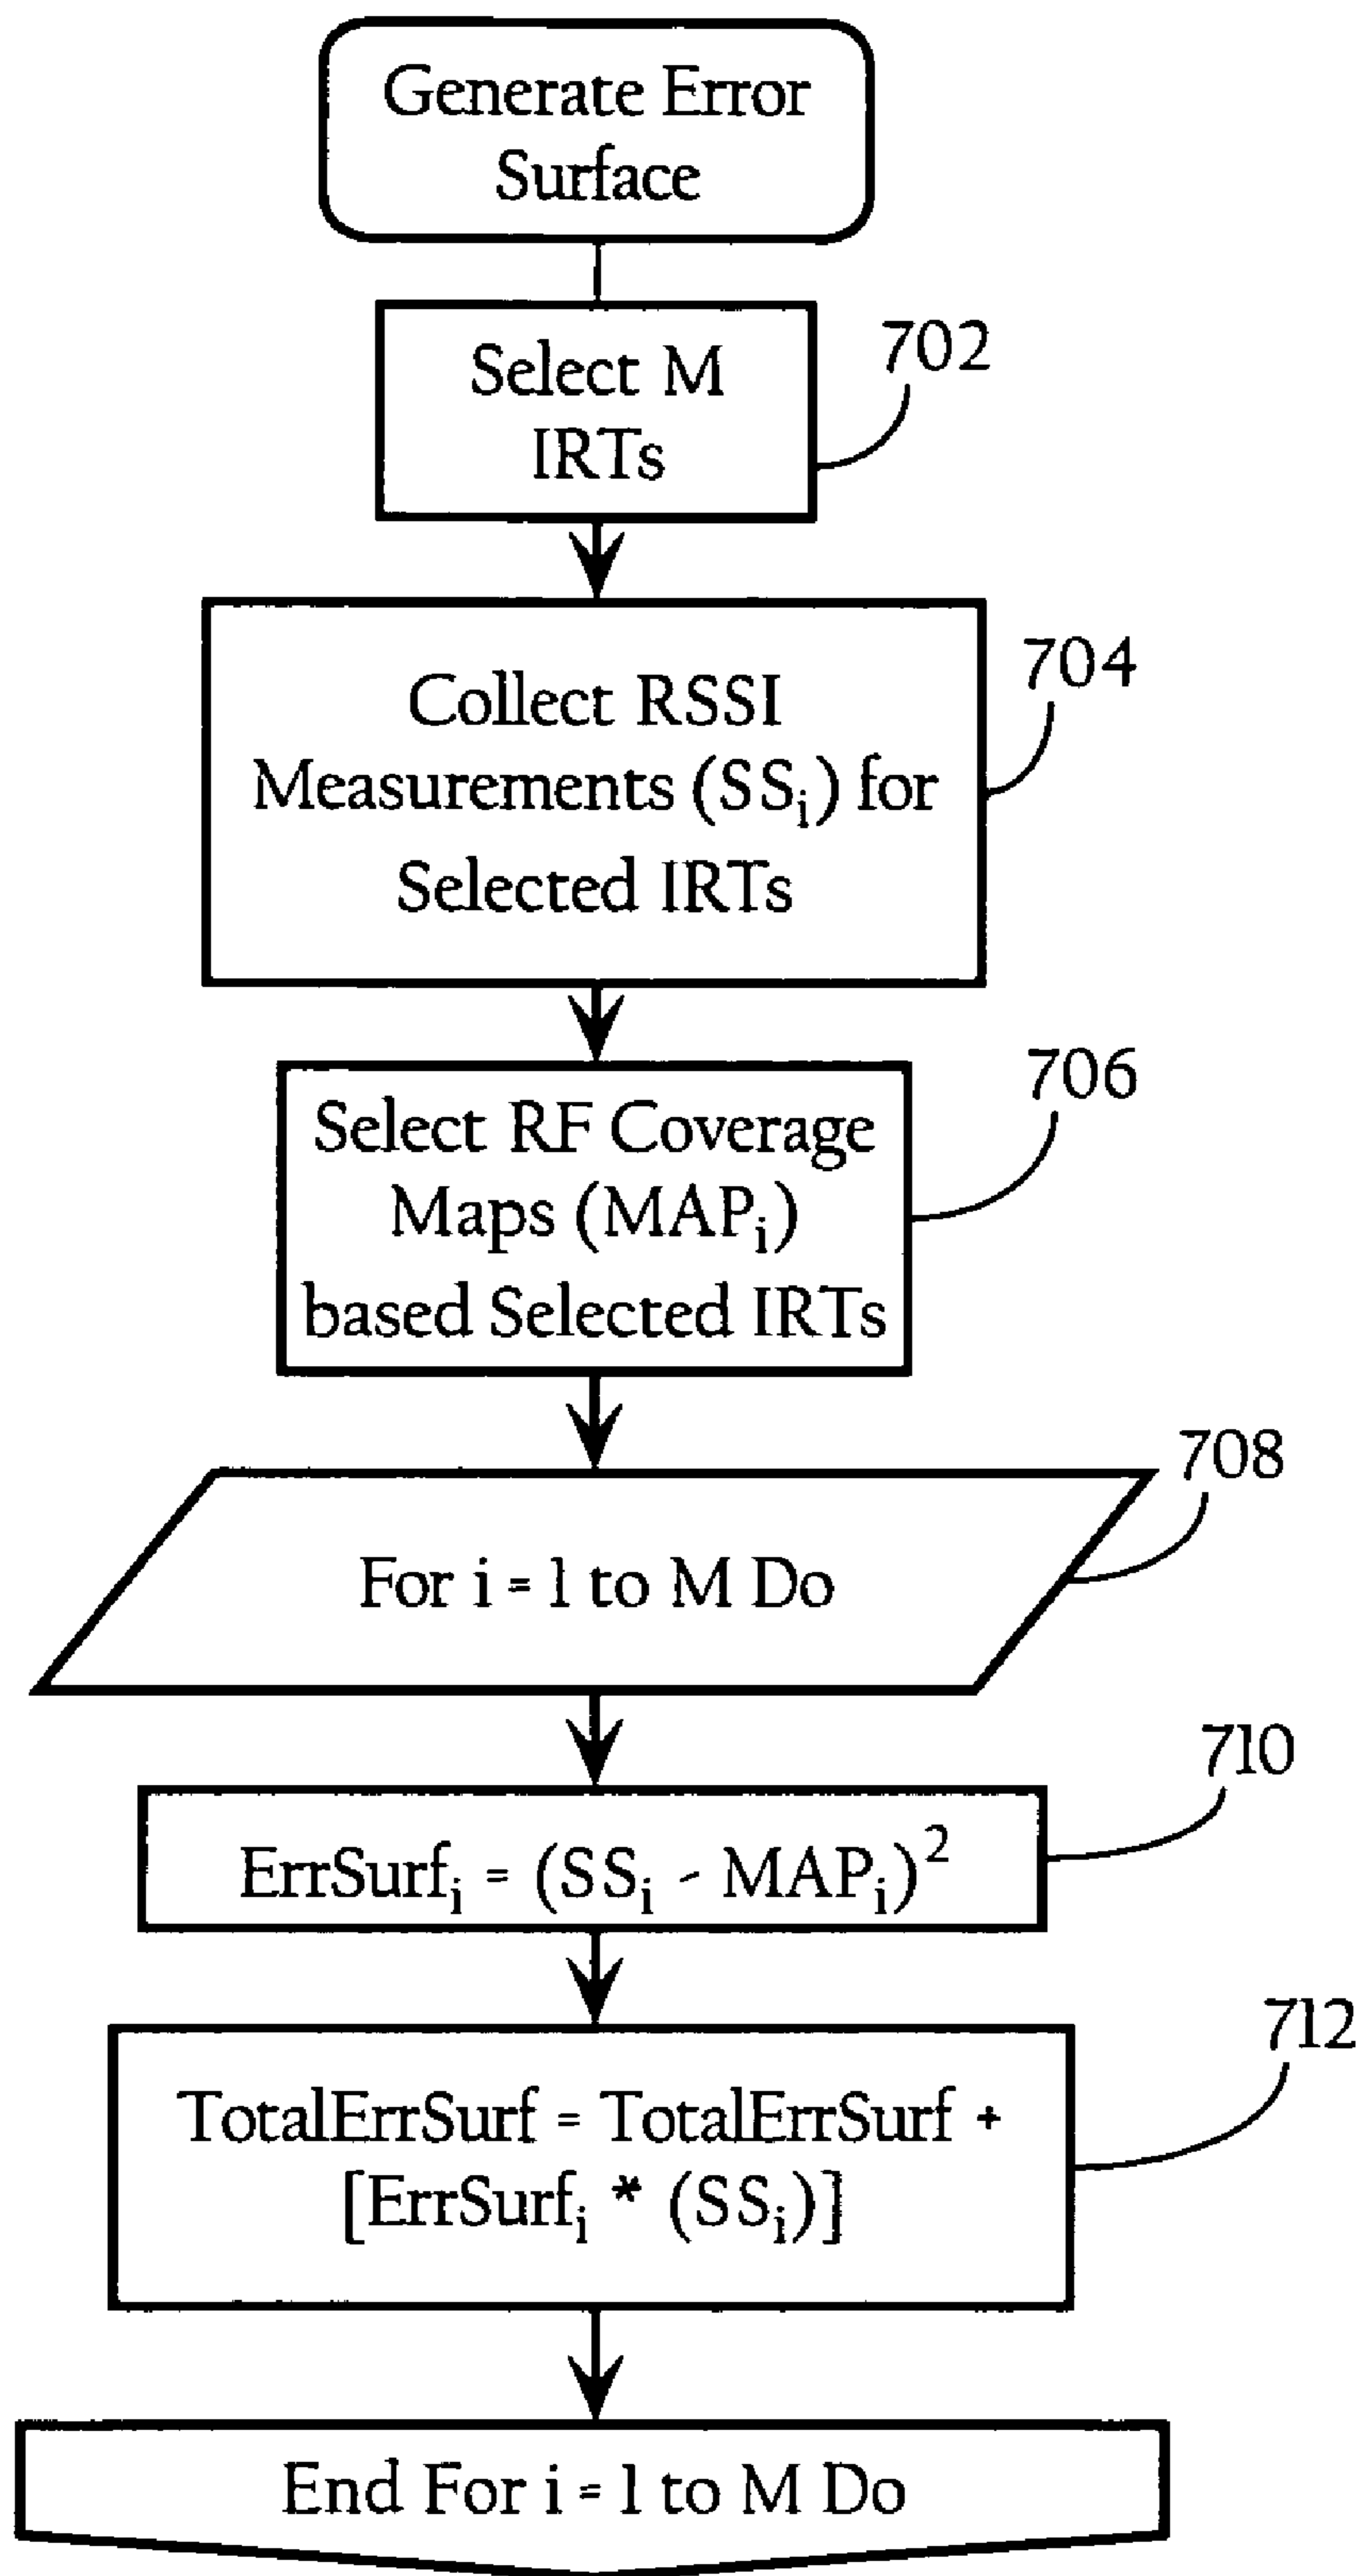 Generate Error
Surface
Select M
IRTs
702
Collect RSSI
Measurements (SSᵢ) for
Selected IRTs
704
Select RF Coverage
Maps (MAPᵢ)
based Selected IRTs
706
For i = 1 to M Do
708
ErrSurfᵢ = (SSᵢ - MAPᵢ)²
710
TotalErrSurf = TotalErrSurf +
[ErrSurfᵢ * (SSᵢ)]
712
End For i = 1 to M Do